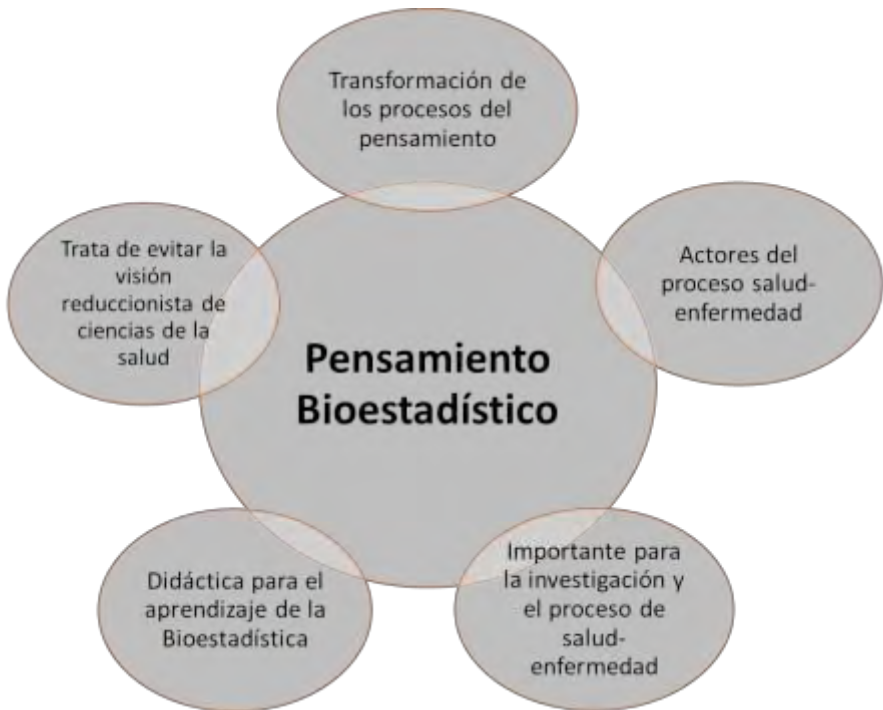 Transformación de
los procesos del
pensamiento
Trata de evitar la
visión
reduccionista de
ciencias de la
salud
Actores del
proceso salud-
enfermedad
Pensamiento
Bioestadístico
Didáctica para el
aprendizaje de la
Bioestadística
Importante para
la investigación y
el proceso de
salud-
enfermedad